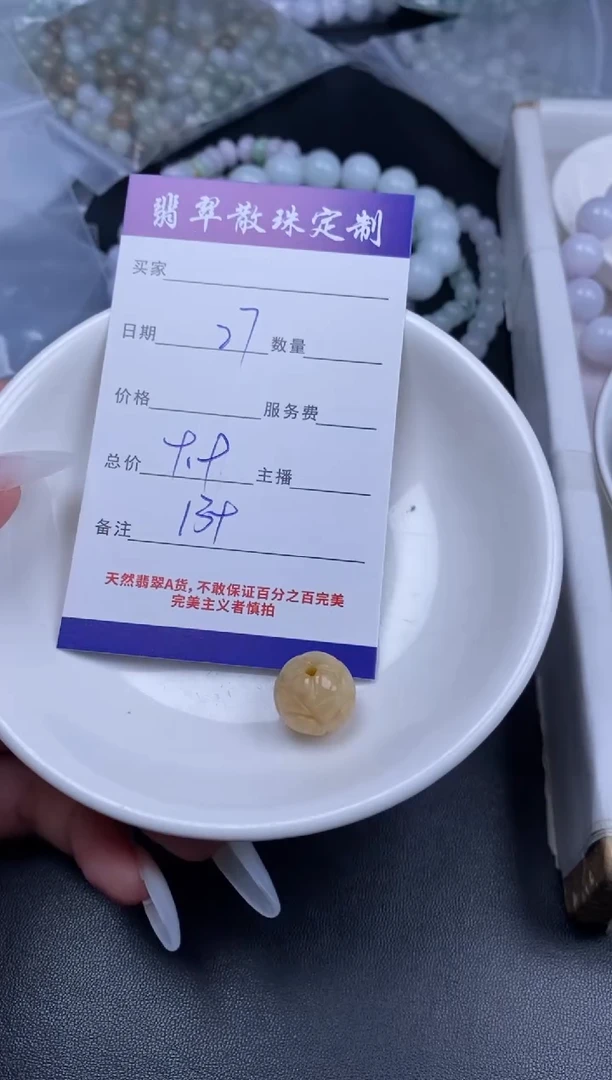 翡翠散珠定制
买家
日期 27 数量
价格 服务费
总价 主播
备注
天然翡翠A货,不敢保证百分之百完美
完美主义者慎拍